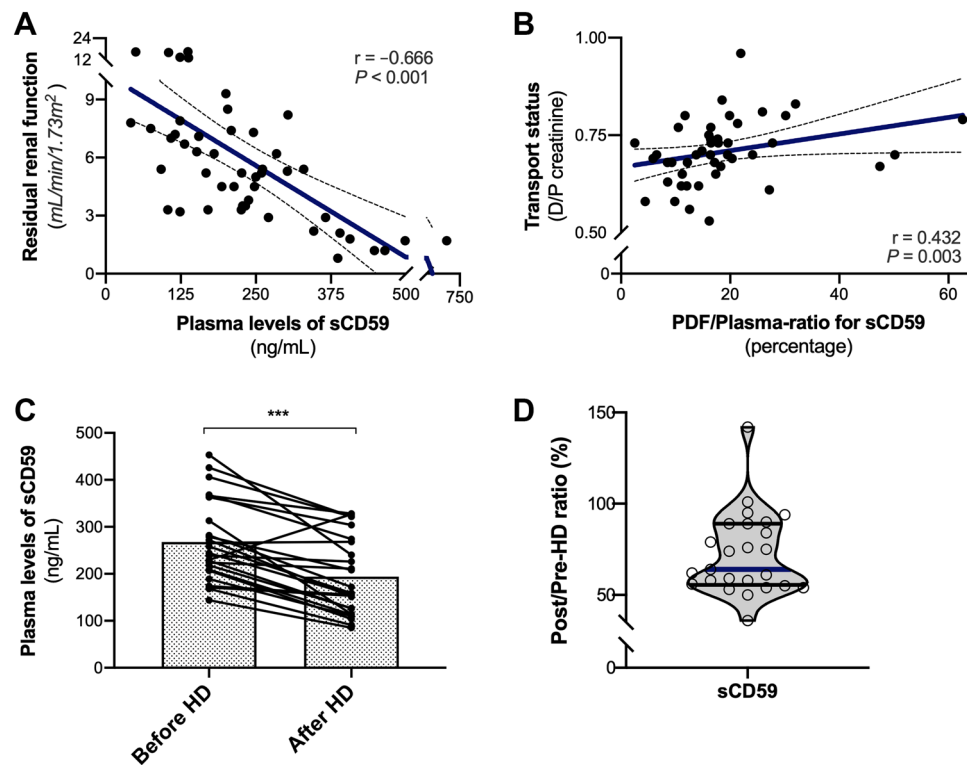 A
Residual renal function
(mL/min/1.73m²)
24
12
9
6
3
0
r = −0.666
P < 0.001
0 125 250 375 500 750
Plasma levels of sCD59
(ng/mL)
B
Transport status
(D/P creatinine)
1.00
0.75
0.50
0
r = 0.432
P = 0.003
0 20 40 60
PDF/Plasma-ratio for sCD59
(percentage)
C
Plasma levels of sCD59
(ng/mL)
***
500
400
300
200
100
0
Before HD After HD
D
Post/Pre-HD ratio (%)
150
100
50
0
sCD59